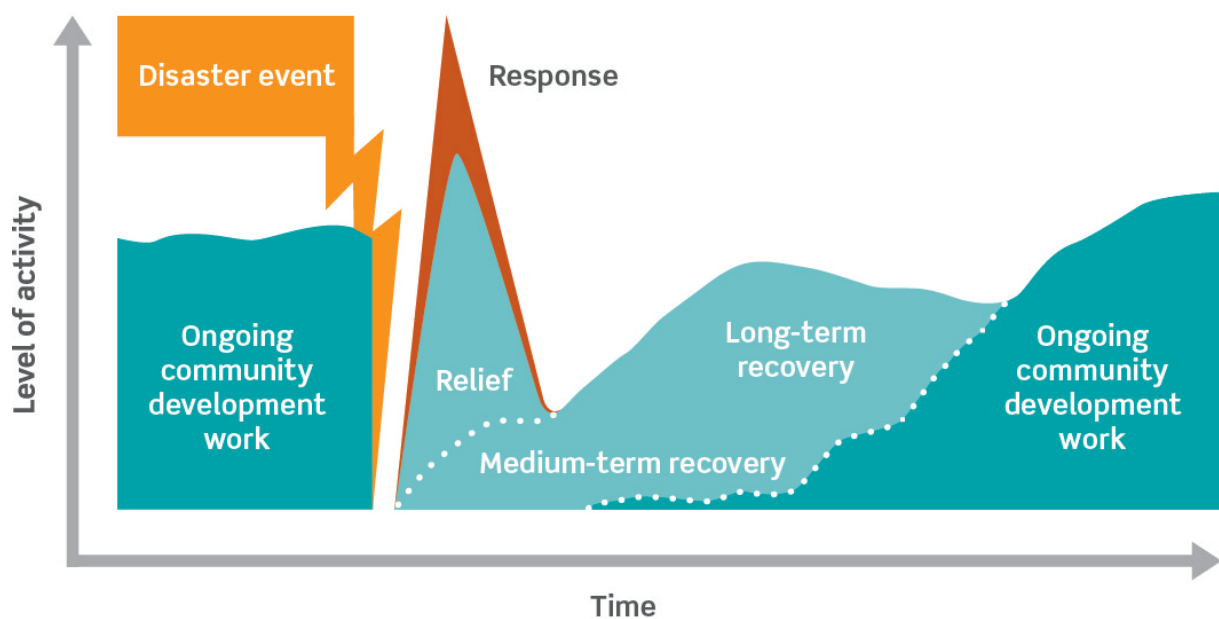 Disaster event
Response
Level of activity
Ongoing
community
development
work
Relief
Medium-term recovery
Long-term
recovery
Ongoing
community
development
work
Time